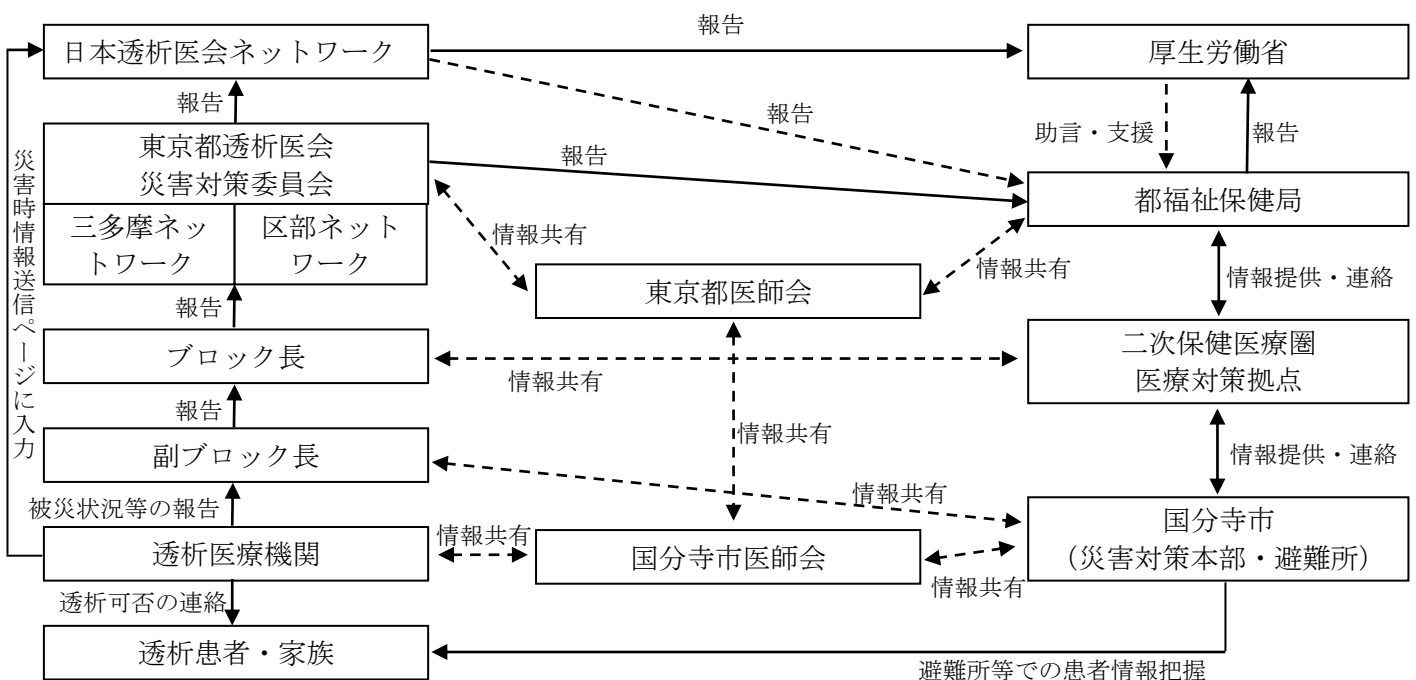 報告
日本透析医会ネットワーク
厚生労働省
報告
報告
助言・支援
報告
東京都透析医会
災害対策委員会
報告
都福祉保健局
三多摩ネッ
トワーク
区部ネット
ワーク
情報共有
情報共有
東京都医師会
情報提供・連絡
報告
ブロック長
情報共有
二次保健医療圏
医療対策拠点
報告
情報共有
副ブロック長
情報提供・連絡
情報共有
被災状況等の報告
情報共有
透析医療機関
国分寺市医師会
国分寺市
(災害対策本部・避難所)
情報共有
透析可否の連絡
透析患者・家族
避難所等での患者情報把握
災害時情報送信ページに入力